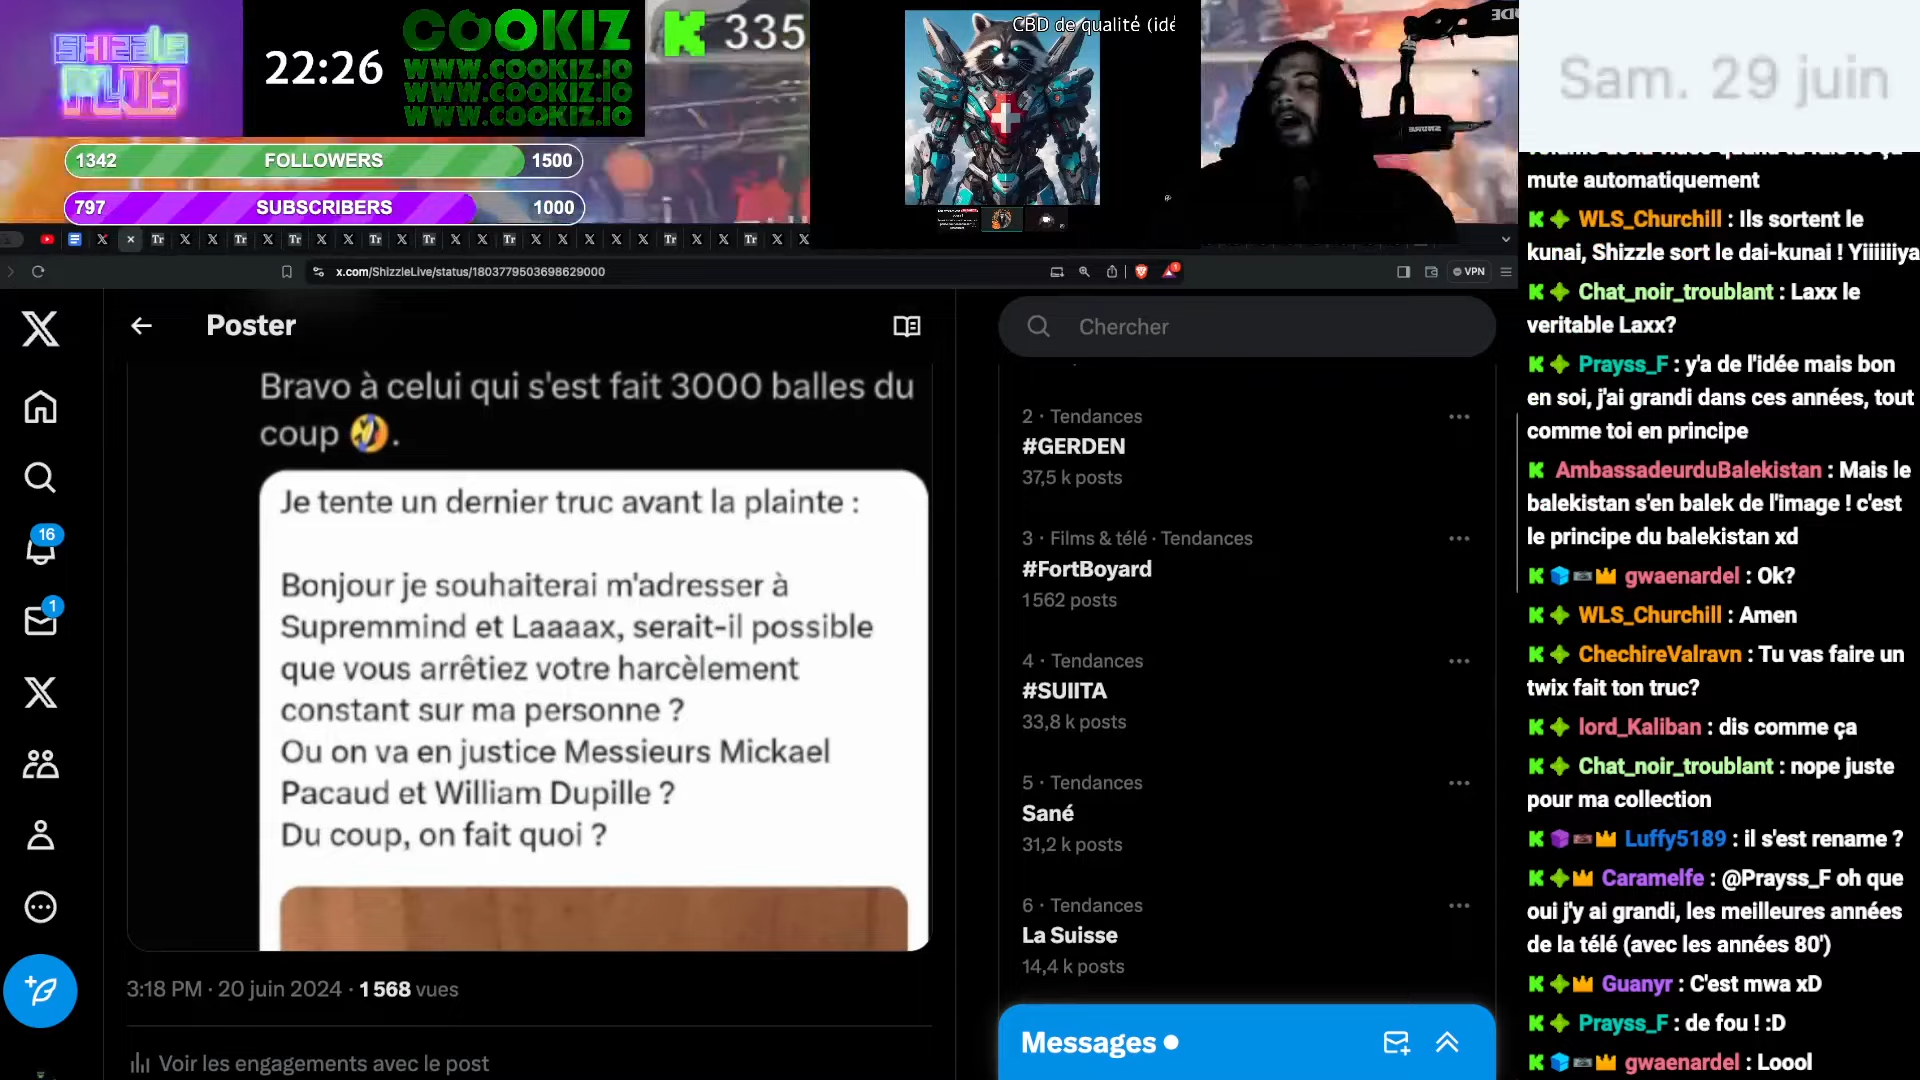 SHIZZLE
PLUS
22:26
COOKIZ
WWW.COOKIZ.IO
WWW.COOKIZ.IO
WWW.COOKIZ.IO
335
CBD de qualité (idé
Sam. 29 juin
1342 FOLLOWERS 1500
797 SUBSCRIBERS 1000
x.com/ShizzleLive/status/1803779503698629000
VPN
Poster
Chercher
16
1
Bravo à celui qui s'est fait 3000 balles du
coup 🤣.
Je tente un dernier truc avant la plainte :
Bonjour je souhaiterai m'adresser à
Supremmind et Laaaax, serait-il possible
que vous arrêtiez votre harcèlement
constant sur ma personne ?
Ou on va en justice Messieurs Mickael
Pacaud et William Dupille ?
Du coup, on fait quoi ?
3:18 PM · 20 juin 2024 · 1 568 vues
Voir les engagements avec le post
2 · Tendances
#GERDEN
37,5 k posts
3 · Films & télé · Tendances
#FortBoyard
1 562 posts
4 · Tendances
#SUIITA
33,8 k posts
5 · Tendances
Sané
31,2 k posts
6 · Tendances
La Suisse
14,4 k posts
Messages
mute automatiquement
WLS_Churchill : Ils sortent le
kunai, Shizzle sort le dai-kunai ! Yiiiiiiya
Chat_noir_troublant : Laxx le
veritable Laxx?
Prayss_F : y'a de l'idée mais bon
en soi, j'ai grandi dans ces années, tout
comme toi en principe
AmbassadeurduBalekistan : Mais le
balekistan s'en balek de l'image ! c'est
le principe du balekistan xd
gwaenardel : Ok?
WLS_Churchill : Amen
ChechireValravn : Tu vas faire un
twix fait ton truc?
lord_Kaliban : dis comme ça
Chat_noir_troublant : nope juste
pour ma collection
Luffy5189 : il s'est rename ?
Caramelfe : @Prayss_F oh que
oui j'y ai grandi, les meilleures années
de la télé (avec les années 80')
Guanyr : C'est mwa xD
Prayss_F : de fou ! :D
gwaenardel : Loool